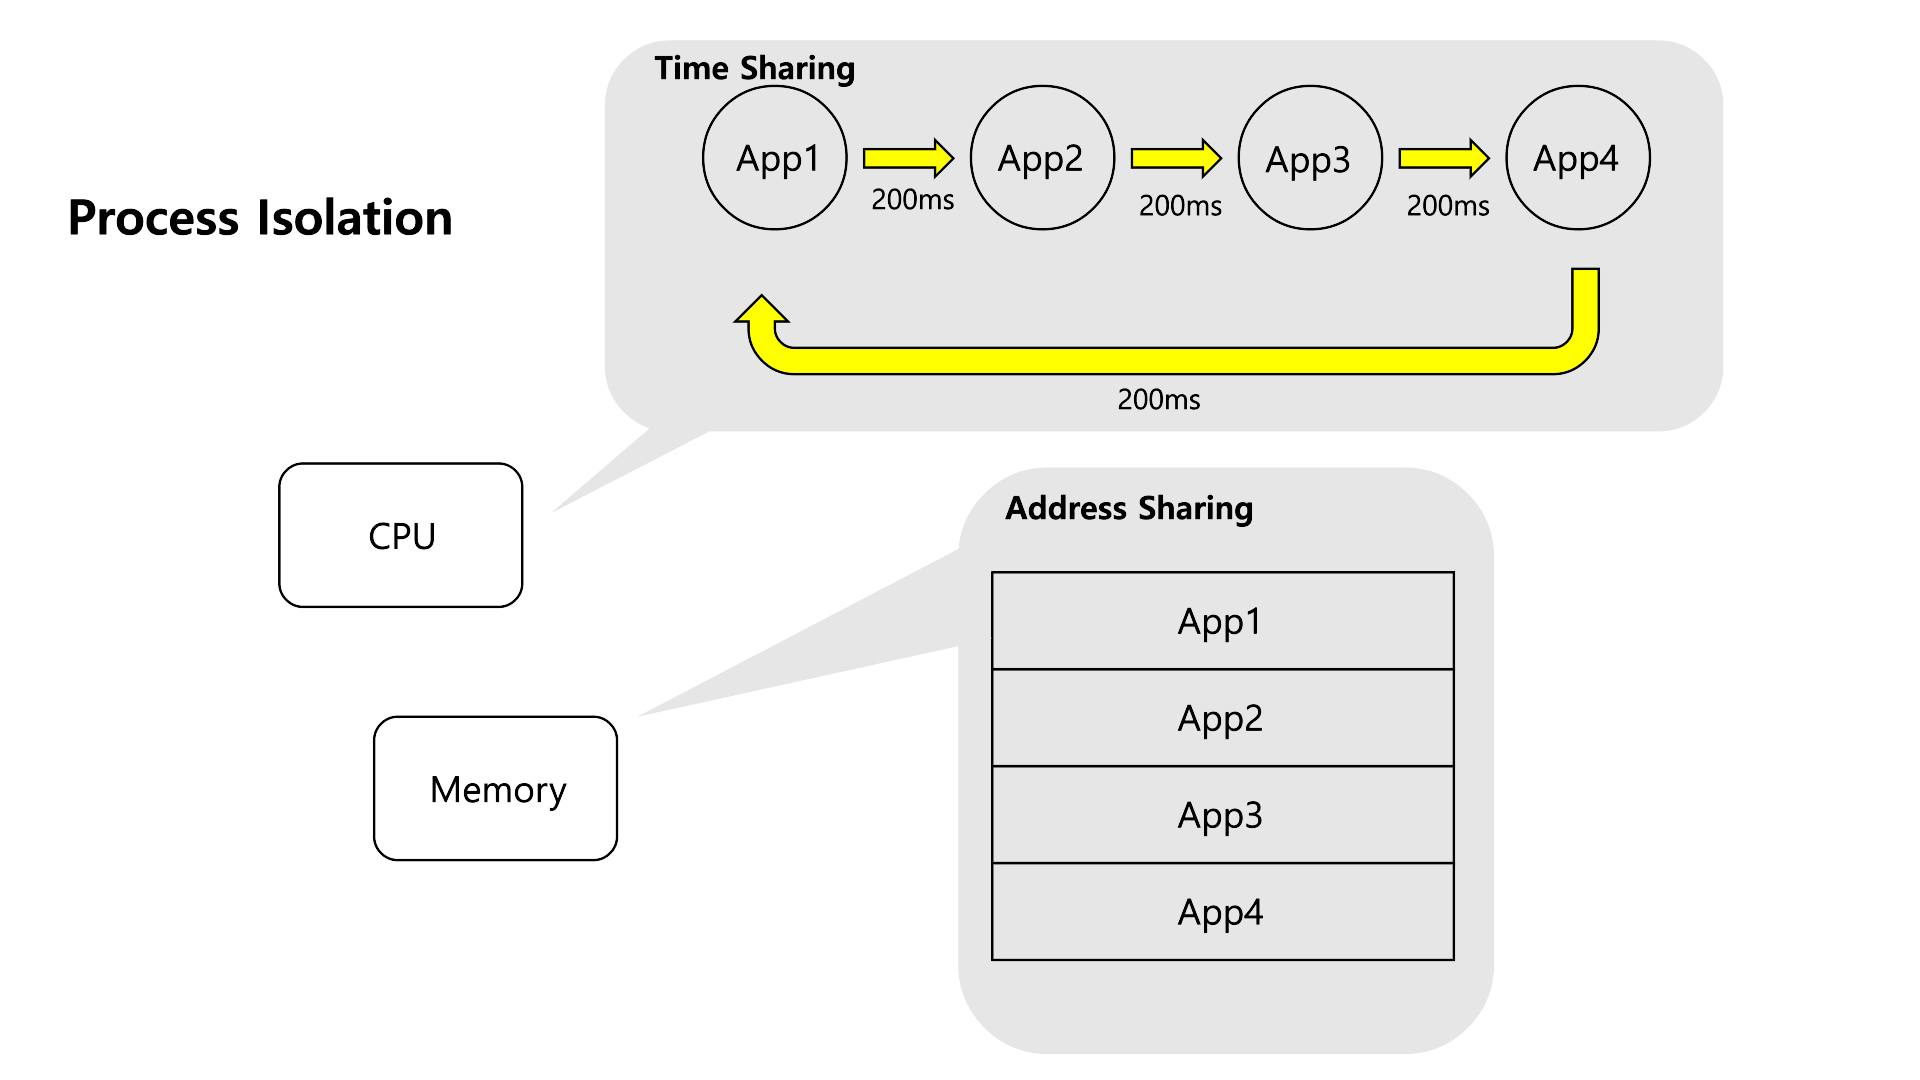 Process Isolation
Time Sharing
App1
App2
App3
App4
200ms
200ms
200ms
200ms
CPU
Memory
Address Sharing
App1
App2
App3
App4